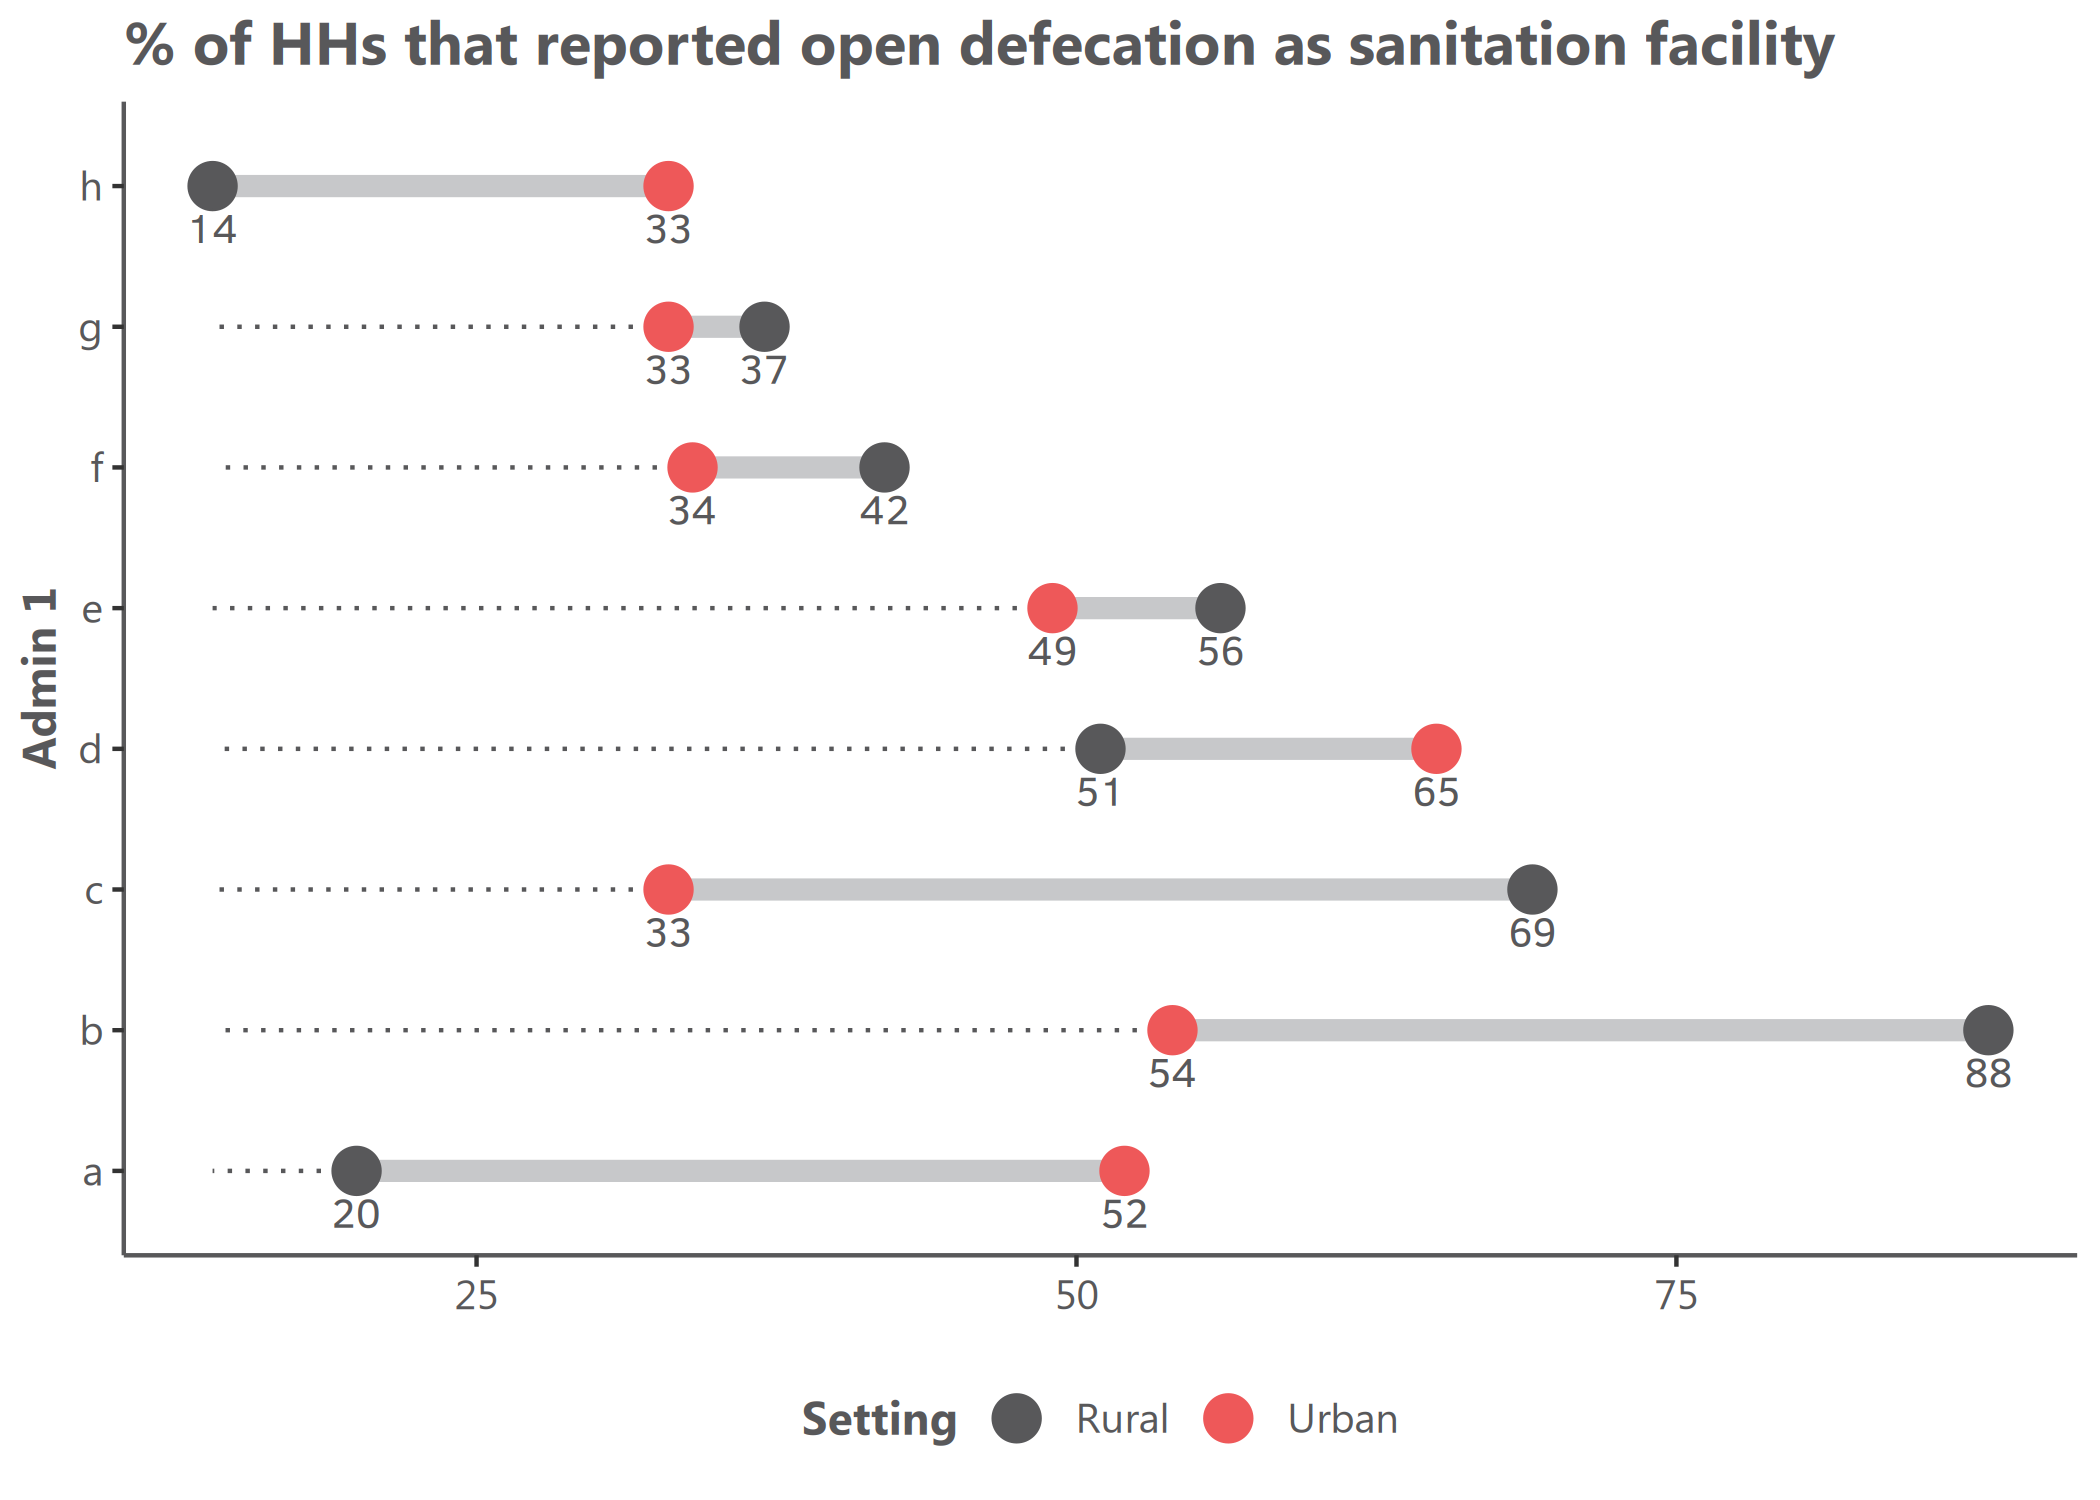 % of HHs that reported open defecation as sanitation facility
Admin 1
h
14 33
g
33 37
f
34 42
e
49 56
d
51 65
c
33 69
b
54 88
a
20 52
25 50 75
Setting Rural Urban